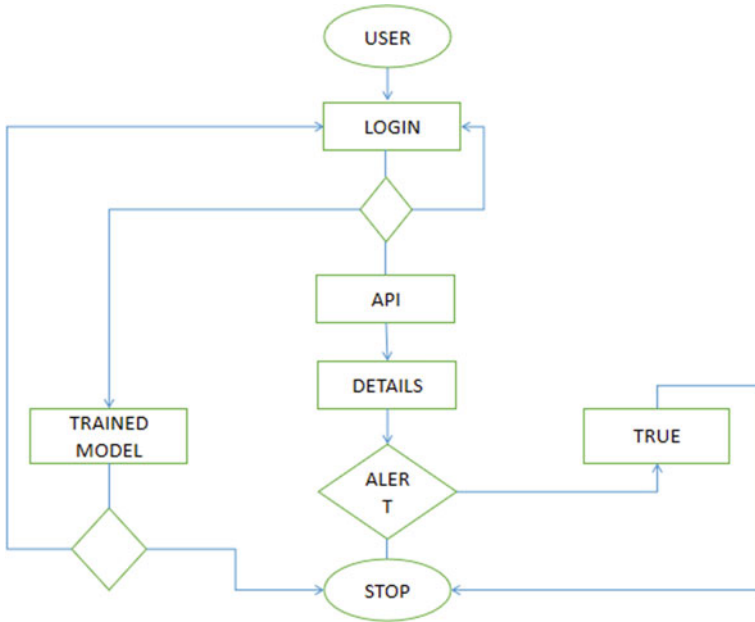 USER
LOGIN
API
DETAILS
TRAINED
MODEL
TRUE
ALER
T
STOP